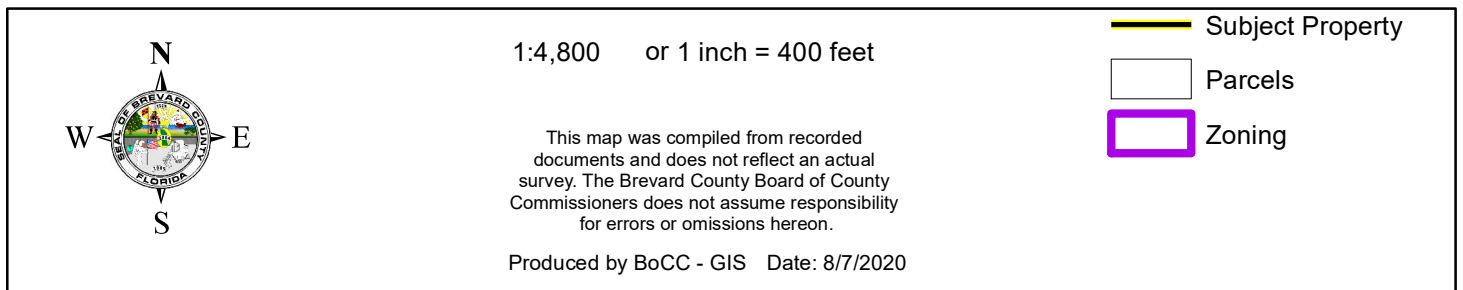 N
W
E
S
SEAL OF BREVARD COUNTY
FLORIDA
1:4,800 or 1 inch = 400 feet
This map was compiled from recorded
documents and does not reflect an actual
survey. The Brevard County Board of County
Commissioners does not assume responsibility
for errors or omissions hereon.
Produced by BoCC - GIS Date: 8/7/2020
Subject Property
Parcels
Zoning